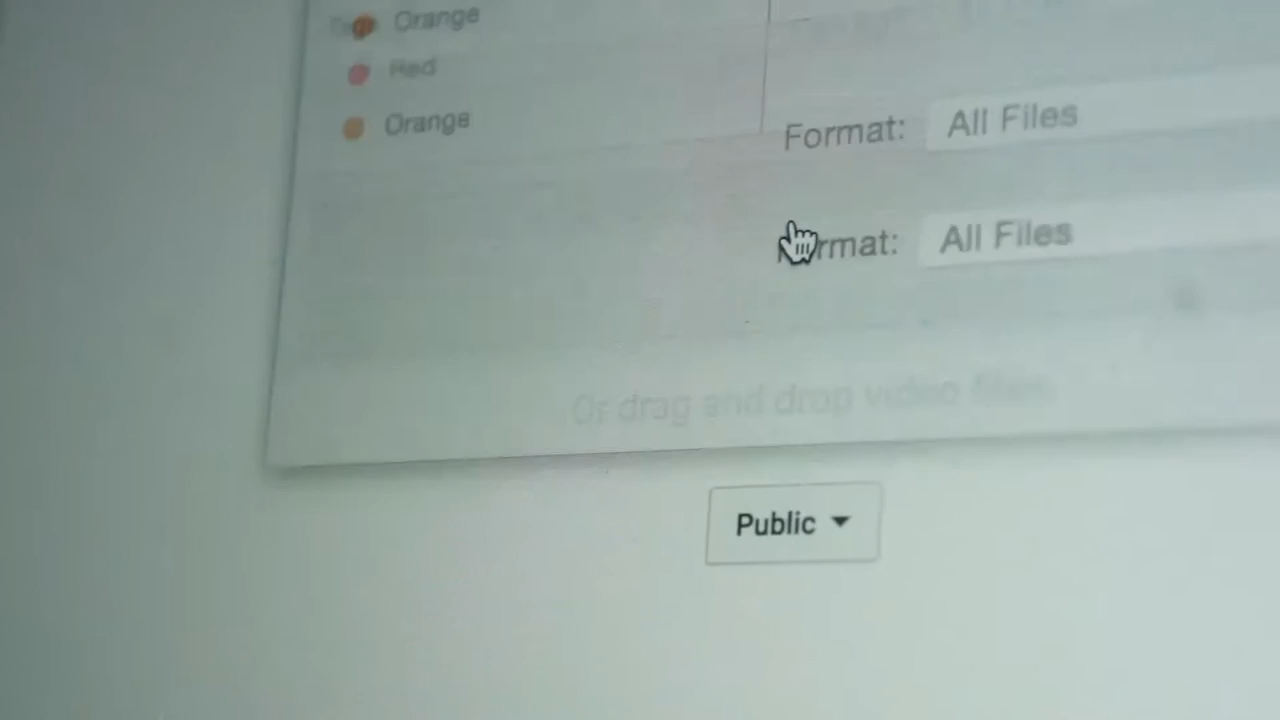 Orange
Red
Orange
Format: All Files
rmat: All Files
Or drag and drop video files
Public